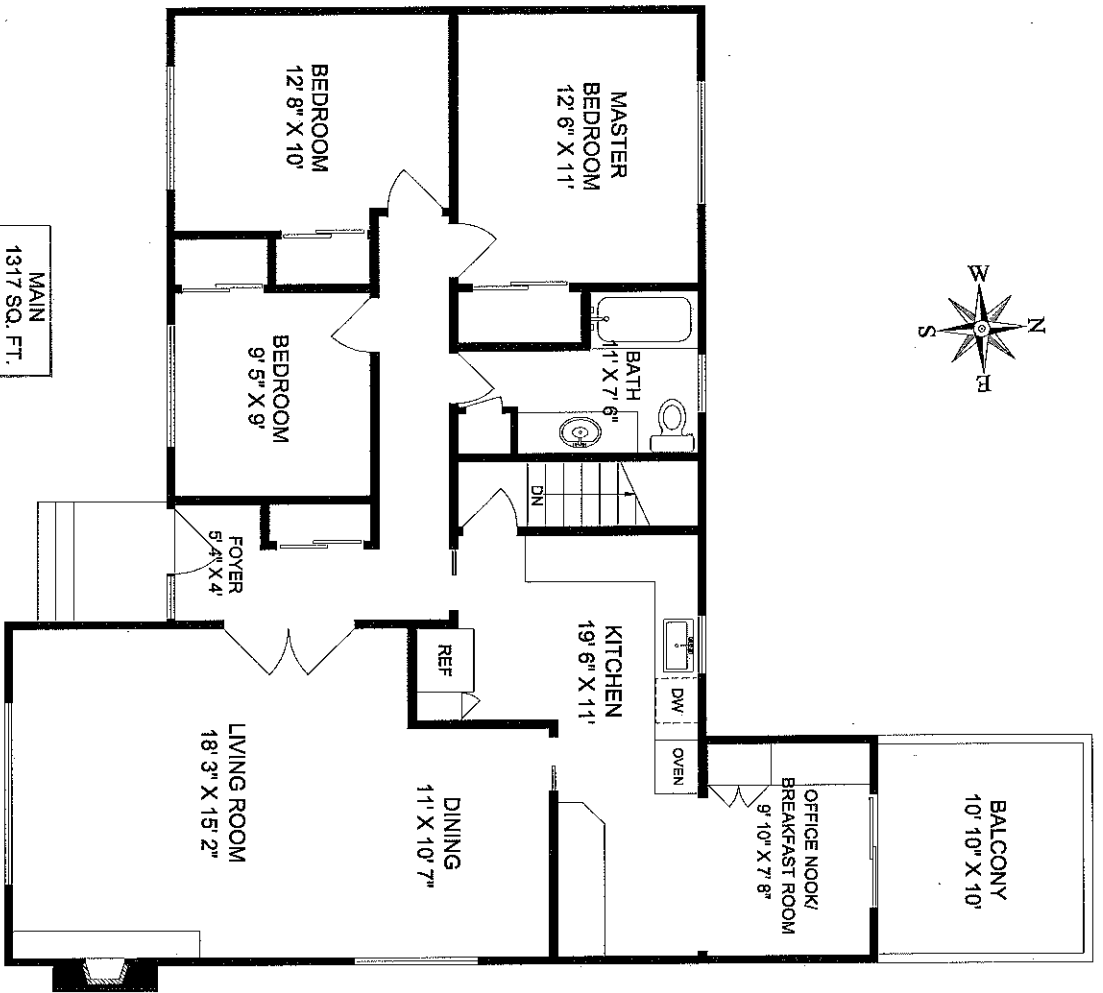 MASTER
BEDROOM
12' 6" X 11'
BEDROOM
12' 8" X 10'
BEDROOM
9' 5" X 9'
BATH
11' X 7' 6"
DN
FOYER
5' 4" X 4'
KITCHEN
19' 6" X 11'
REF
DW
OVEN
OFFICE NOOK/
BREAKFAST ROOM
9' 10" X 7' 8"
BALCONY
10' 10" X 10'
DINING
11' X 10' 7"
LIVING ROOM
18' 3" X 15' 2"
MAIN
1317 SQ. FT.
N
W
E
S